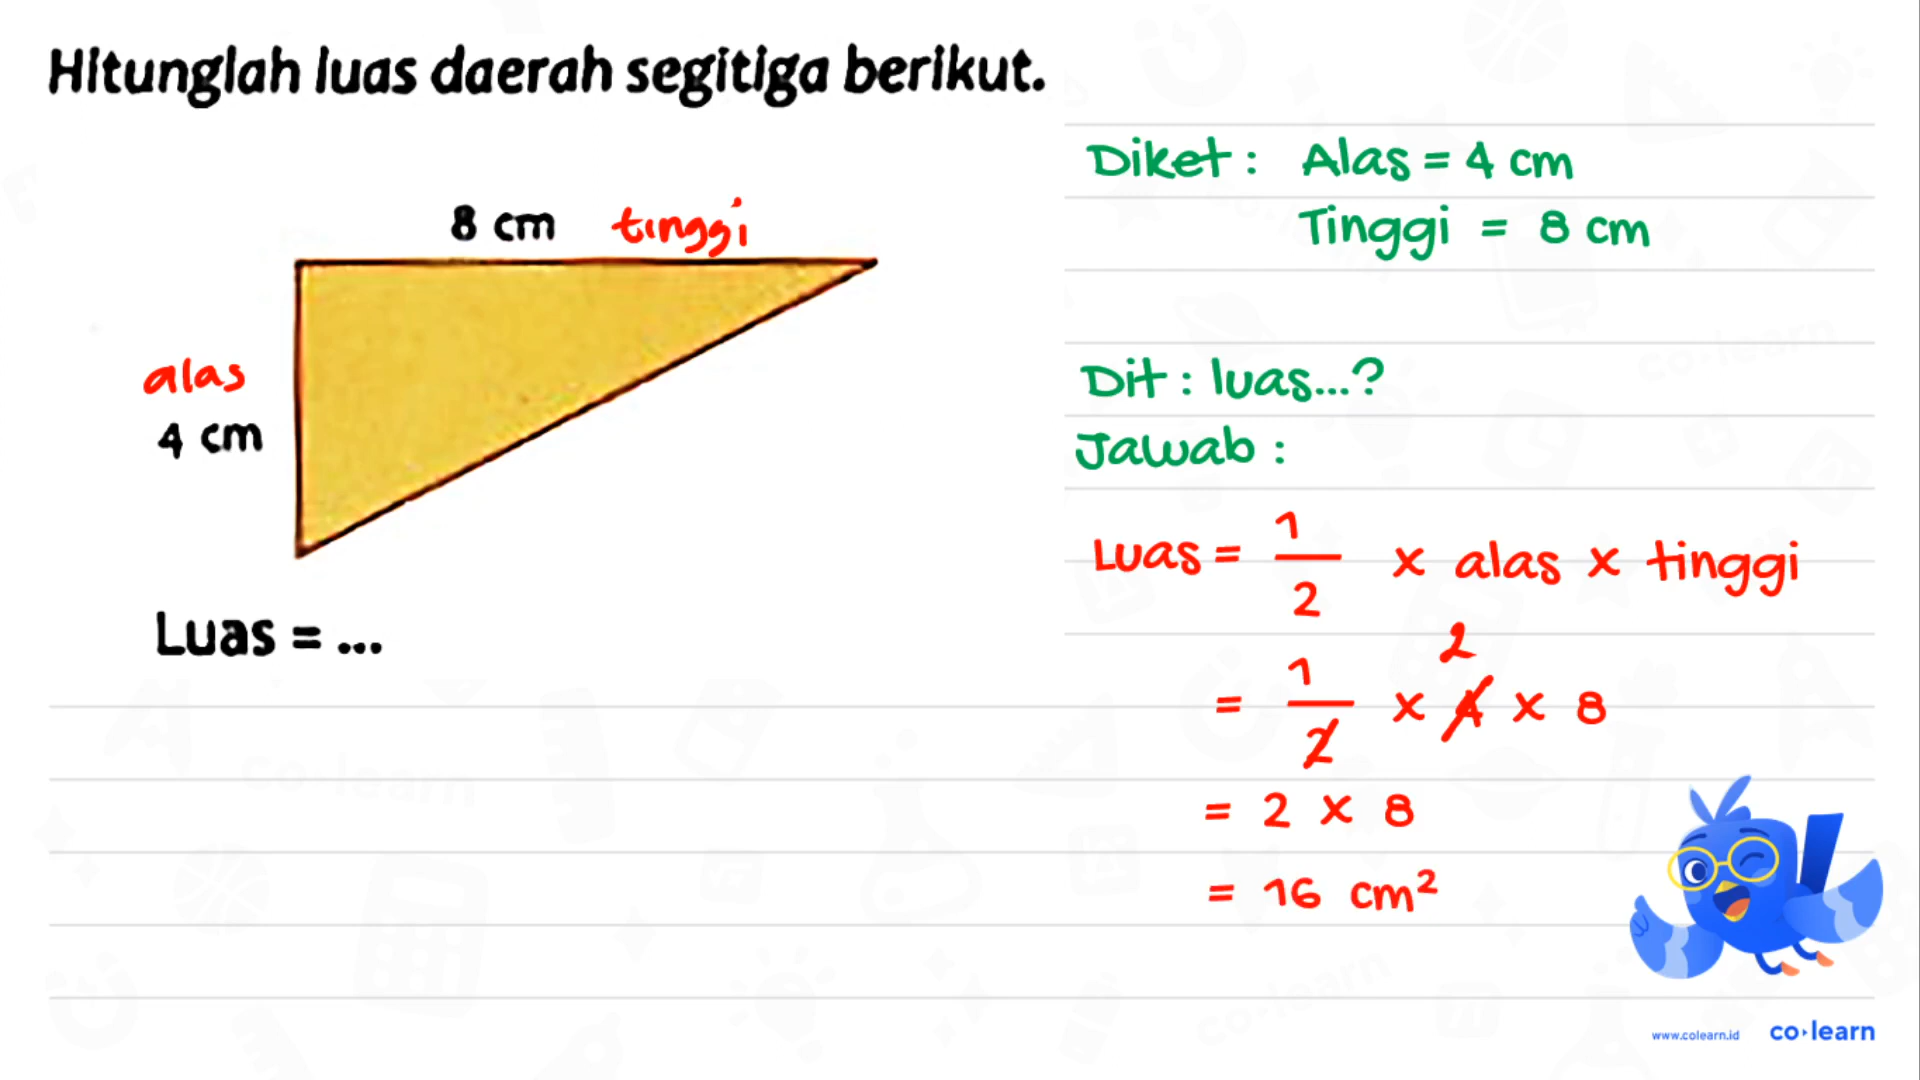 Hitunglah luas daerah segitiga berikut.
8 cm tinggi
alas
4 cm
Luas = ...
Diket : Alas = 4 cm
Tinggi = 8 cm
Dit : luas...?
Jawab :
Luas = 1/2 x alas x tinggi
2
= 1/2 x 4 x 8
= 2 x 8
= 16 cm²
www.colearn.id co·learn